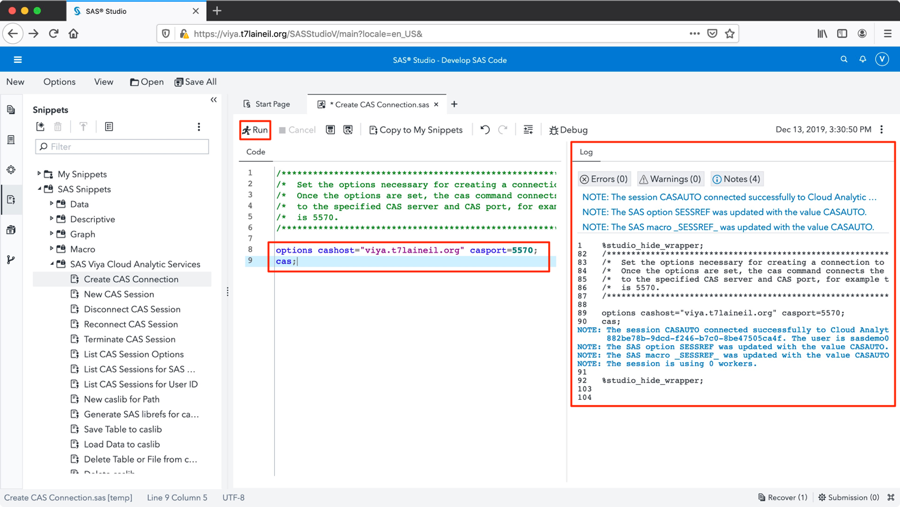 SAS® Studio
https://viya.t7laineil.org/SASStudioV/main?locale=en_US&
SAS® Studio - Develop SAS Code
V
New Options View Open Save All
Snippets
Filter
My Snippets
SAS Snippets
Data
Descriptive
Graph
Macro
SAS Viya Cloud Analytic Services
Create CAS Connection
New CAS Session
Disconnect CAS Session
Reconnect CAS Session
Terminate CAS Session
List CAS Session Options
List CAS Sessions for SAS ...
List CAS Sessions for User ID
New caslib for Path
Generate SAS librefs for ca...
Save Table to caslib
Load Data to caslib
Delete Table or File from c...
Delete caslib
Start Page
* Create CAS Connection.sas
Run Cancel Copy to My Snippets Debug Dec 13, 2019, 3:30:50 PM
Code
1 /*****************************************************
2 /* Set the options necessary for creating a connectio
3 /* Once the options are set, the cas command connects
4 /* to the specified CAS server and CAS port, for exam
5 /* is 5570.
6 /*****************************************************
7
8 options cashost="viya.t7laineil.org" casport=5570;
9 cas;
Log
Errors (0) Warnings (0) Notes (4)
NOTE: The session CASAUTO connected successfully to Cloud Analytic ...
NOTE: The SAS option SESSREF was updated with the value CASAUTO.
NOTE: The SAS macro _SESSREF_ was updated with the value CASAUTO.
1 %studio_hide_wrapper;
82 /*****************************************************
83 /* Set the options necessary for creating a connection to
84 /* Once the options are set, the cas command connects the
85 /* to the specified CAS server and CAS port, for example t
86 /* is 5570.
87 /*****************************************************
88
89 options cashost="viya.t7laineil.org" casport=5570;
90 cas;
NOTE: The session CASAUTO connected successfully to Cloud Analyt
882be78b-9dcd-f246-b7c0-8be47505ca4f. The user is sasdemo0
NOTE: The SAS option SESSREF was updated with the value CASAUTO.
NOTE: The SAS macro _SESSREF_ was updated with the value CASAUTO
NOTE: The session is using 0 workers.
91
92 %studio_hide_wrapper;
103
104
Create CAS Connection.sas [temp] Line 9 Column 5 UTF-8 Recover (1) Submission (0)